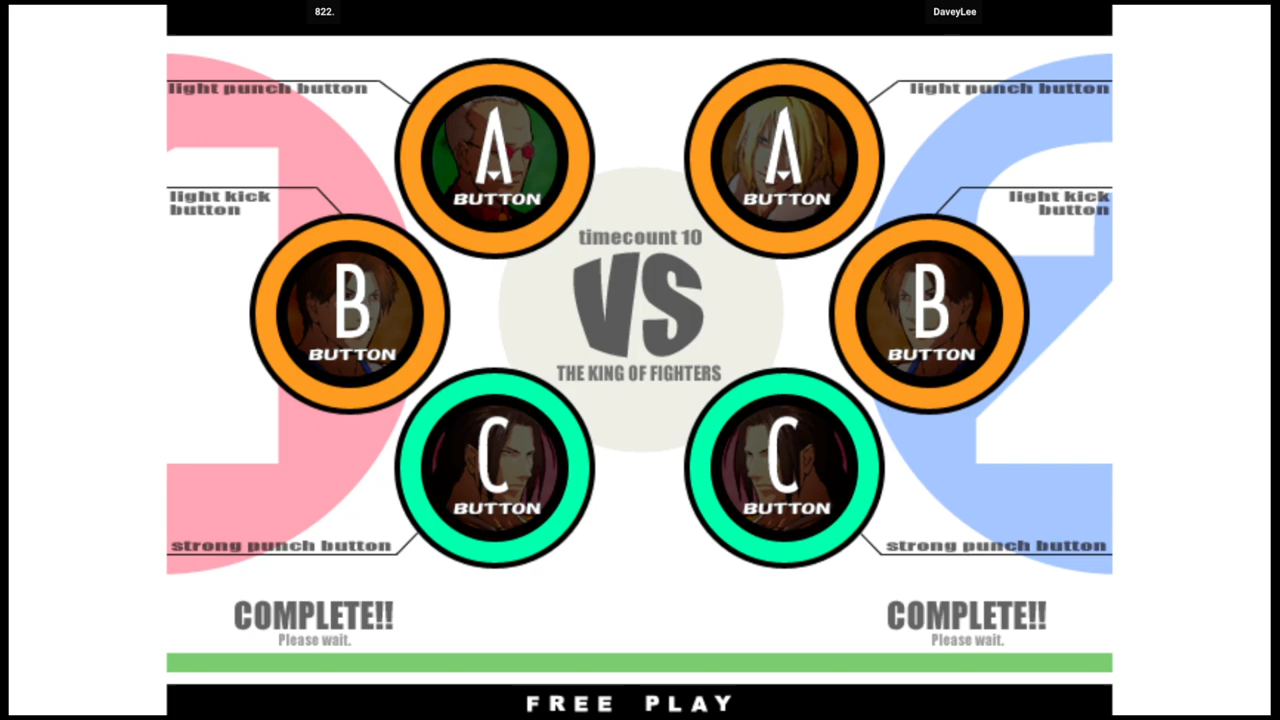 822.
DaveyLee
light punch button
light punch button
A
BUTTON
A
BUTTON
light kick
button
light kick
button
timecount 10
VS
THE KING OF FIGHTERS
B
BUTTON
B
BUTTON
C
BUTTON
C
BUTTON
strong punch button
strong punch button
COMPLETE!!
Please wait.
COMPLETE!!
Please wait.
FREE PLAY
1
2